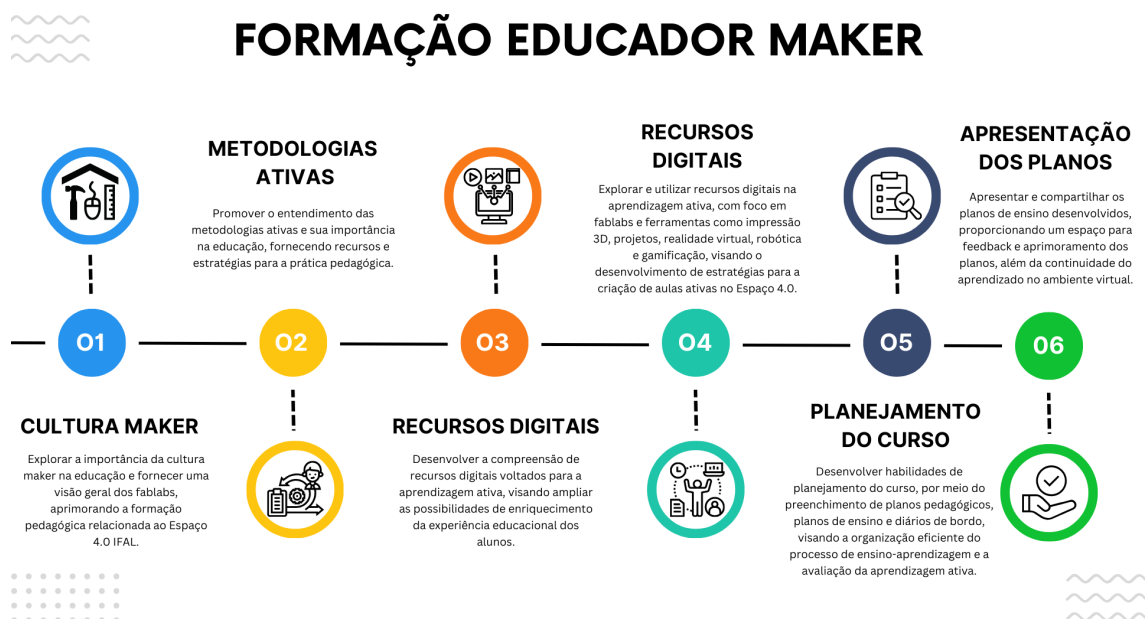 FORMAÇÃO EDUCADOR MAKER
01
CULTURA MAKER
Explorar a importância da cultura
maker na educação e fornecer uma
visão geral dos fablabs,
aprimorando a formação
pedagógica relacionada ao Espaço
4.0 IFAL.
METODOLOGIAS
ATIVAS
Promover o entendimento das
metodologias ativas e sua importância
na educação, fornecendo recursos e
estratégias para a prática pedagógica.
02
03
RECURSOS DIGITAIS
Desenvolver a compreensão de
recursos digitais voltados para a
aprendizagem ativa, visando ampliar
as possibilidades de enriquecimento
da experiência educacional dos
alunos.
RECURSOS
DIGITAIS
Explorar e utilizar recursos digitais na
aprendizagem ativa, com foco em
fablabs e ferramentas como impressão
3D, projetos, realidade virtual, robótica
e gamificação, visando o
desenvolvimento de estratégias para a
criação de aulas ativas no Espaço 4.0.
04
05
PLANEJAMENTO
DO CURSO
Desenvolver habilidades de
planejamento do curso, por meio do
preenchimento de planos pedagógicos,
planos de ensino e diários de bordo,
visando a organização eficiente do
processo de ensino-aprendizagem e a
avaliação da aprendizagem ativa.
APRESENTAÇÃO
DOS PLANOS
Apresentar e compartilhar os
planos de ensino desenvolvidos,
proporcionando um espaço para
feedback e aprimoramento dos
planos, além da continuidade do
aprendizado no ambiente virtual.
06